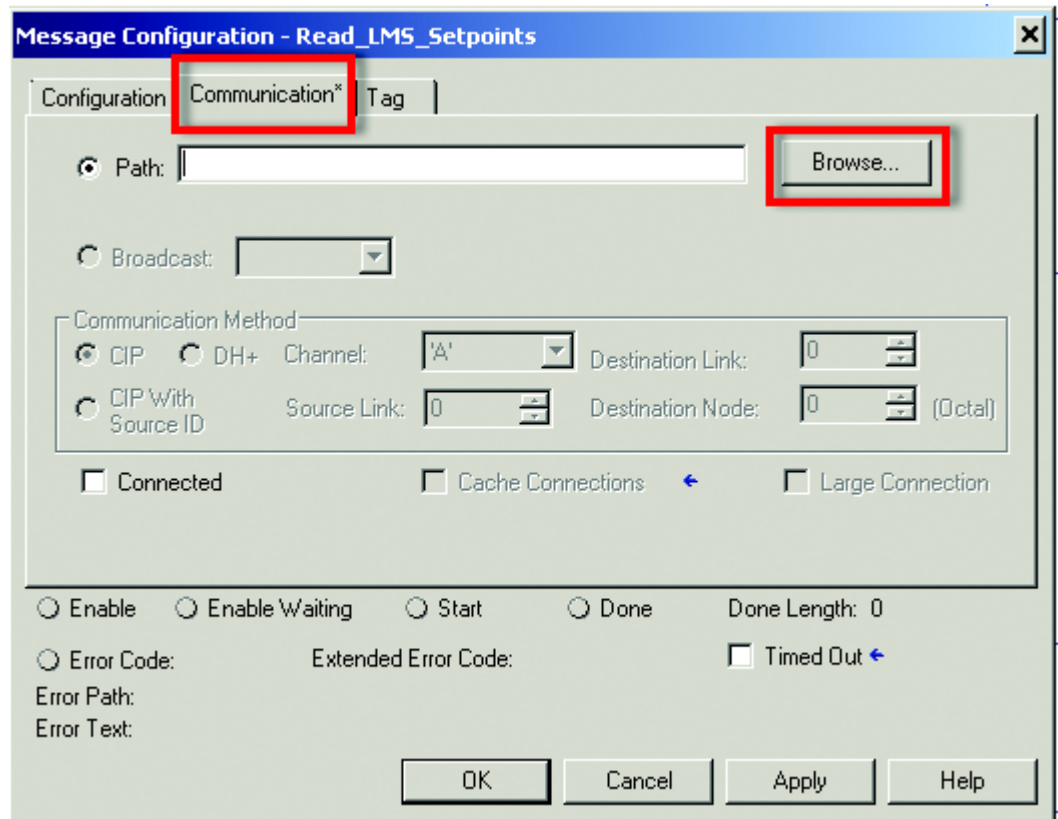 Message Configuration - Read_LMS_Setpoints
Configuration Communication* Tag
Path: Browse...
Broadcast:
Communication Method
CIP DH+ Channel: 'A' Destination Link: 0
CIP With Source ID Source Link: 0 Destination Node: 0 (Octal)
Connected Cache Connections Large Connection
Enable Enable Waiting Start Done Done Length: 0
Error Code: Extended Error Code: Timed Out
Error Path:
Error Text:
OK Cancel Apply Help